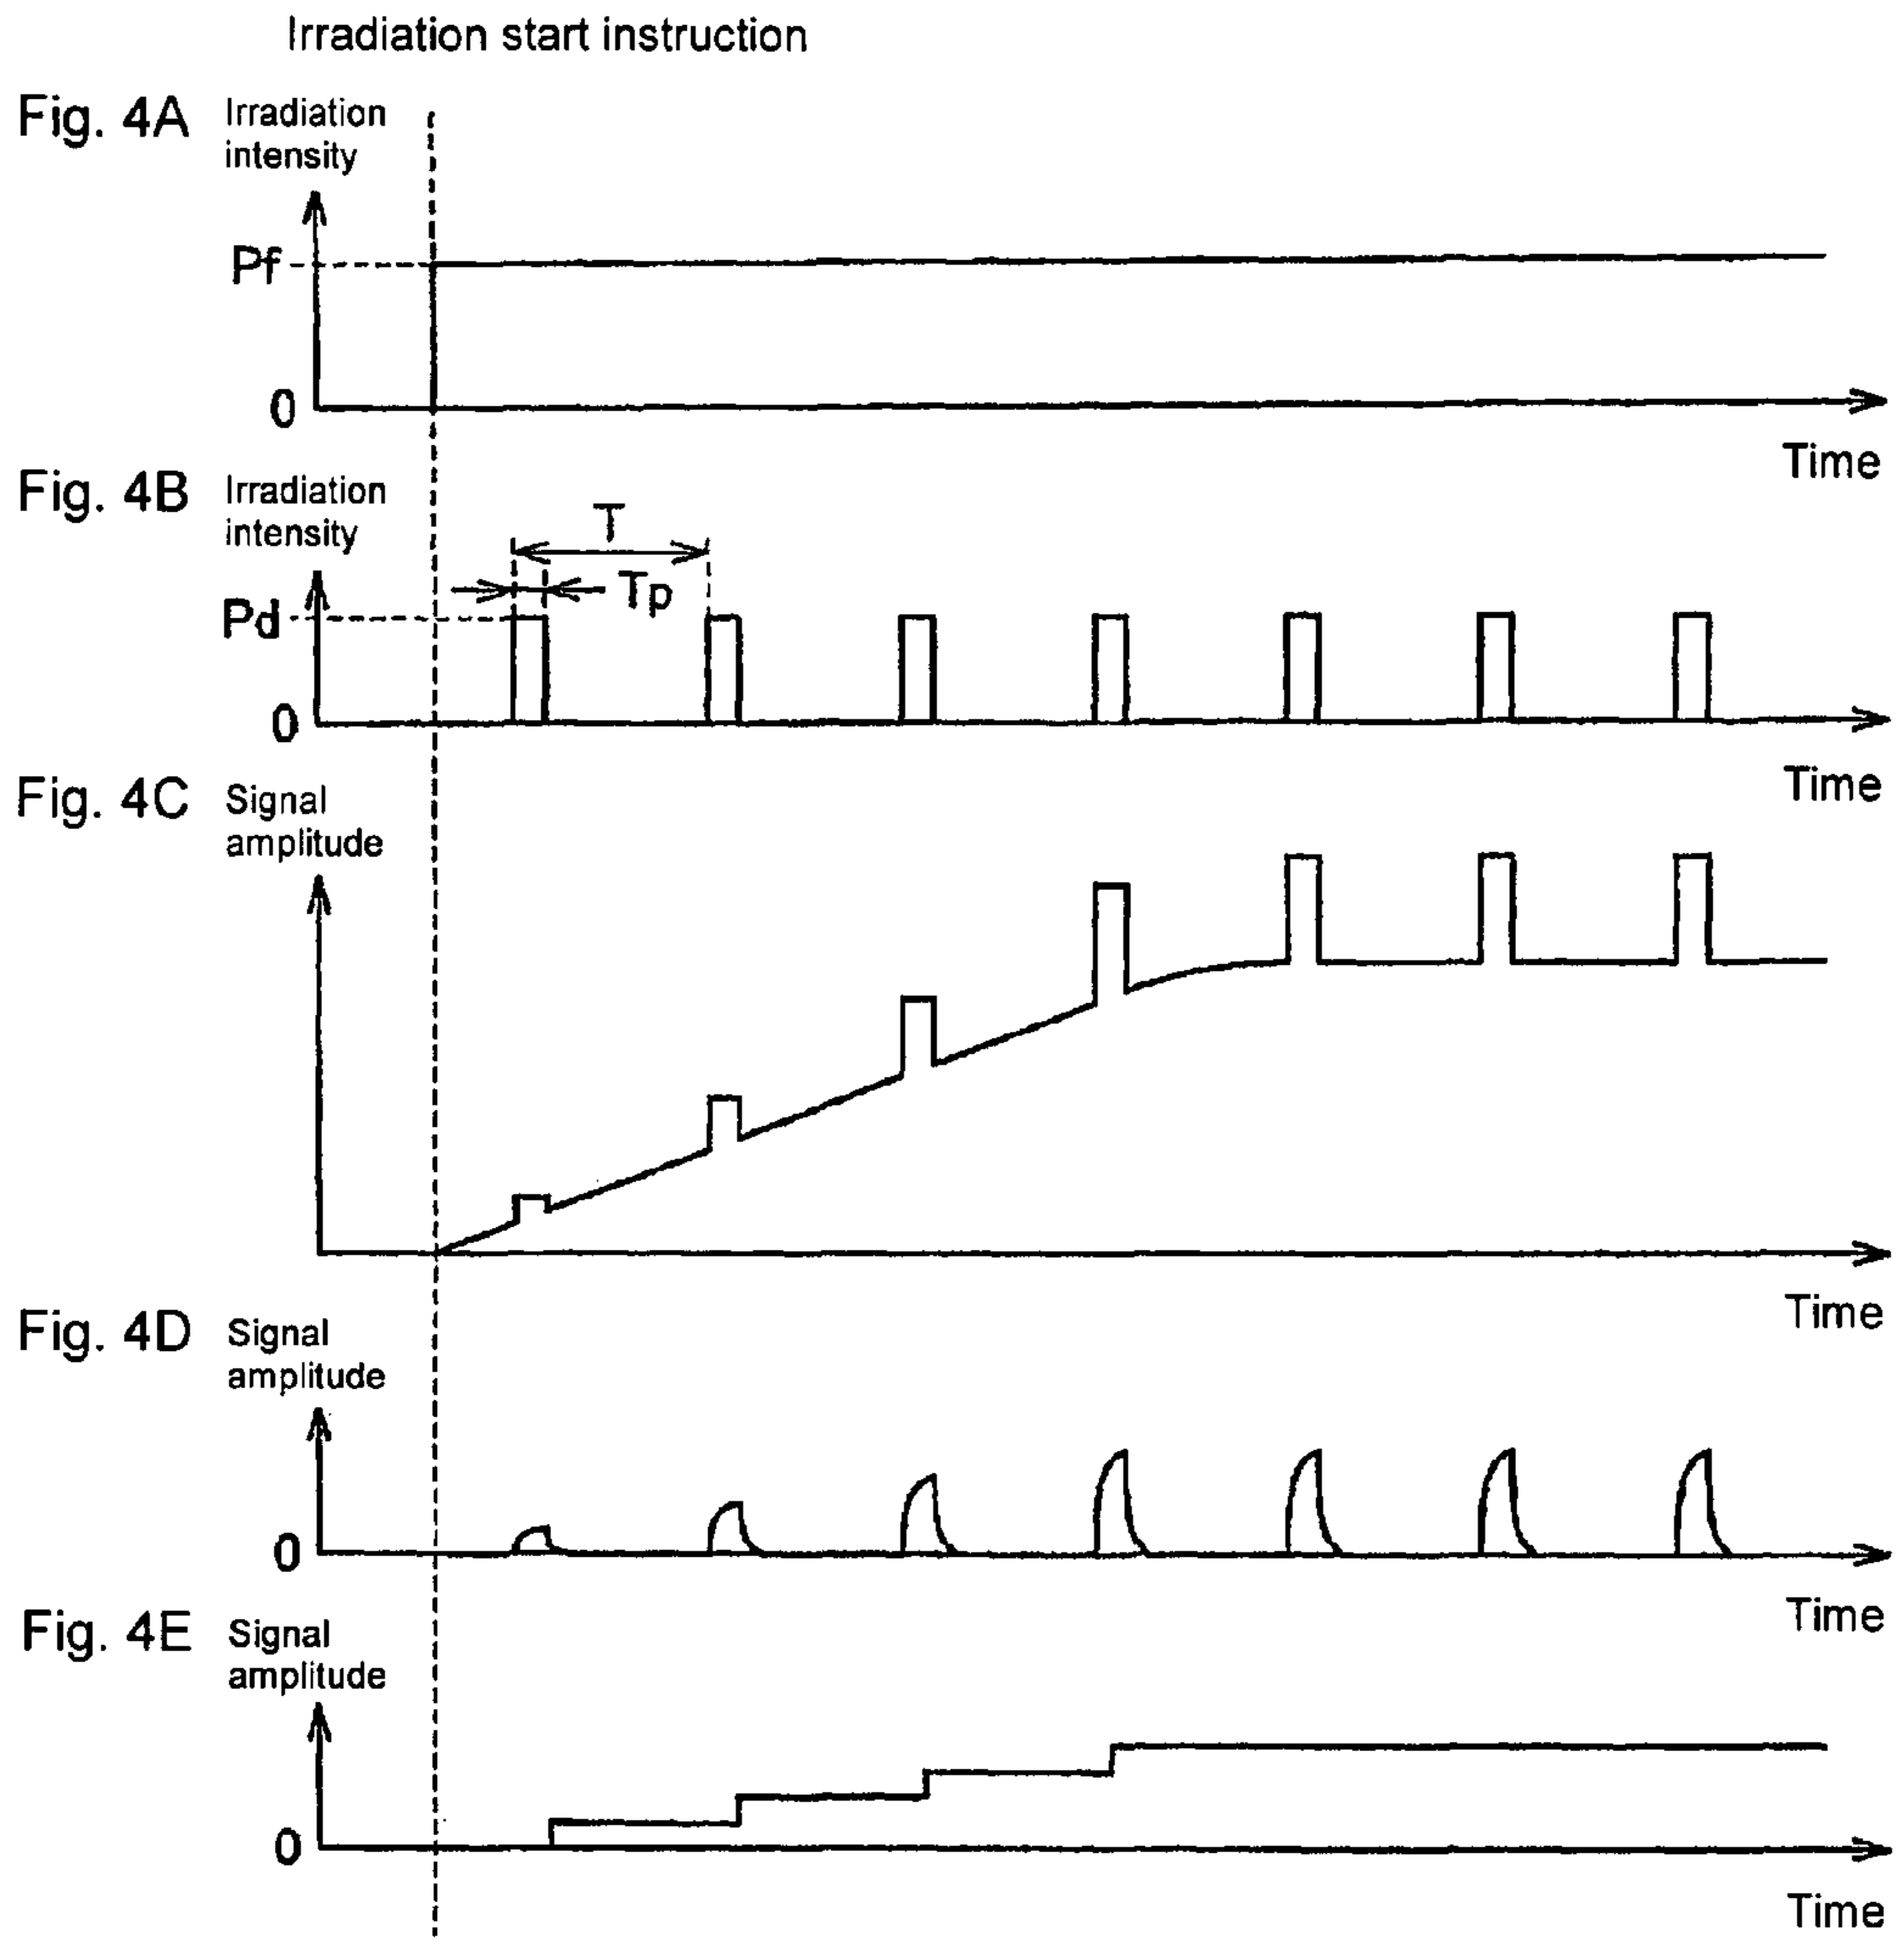 Irradiation start instruction
Fig. 4A
Irradiation
intensity
Pf
0
Time
Fig. 4B
Irradiation
intensity
T
Tp
Pd
0
Time
Fig. 4C
Signal
amplitude
Time
Fig. 4D
Signal
amplitude
0
Time
Fig. 4E
Signal
amplitude
0
Time